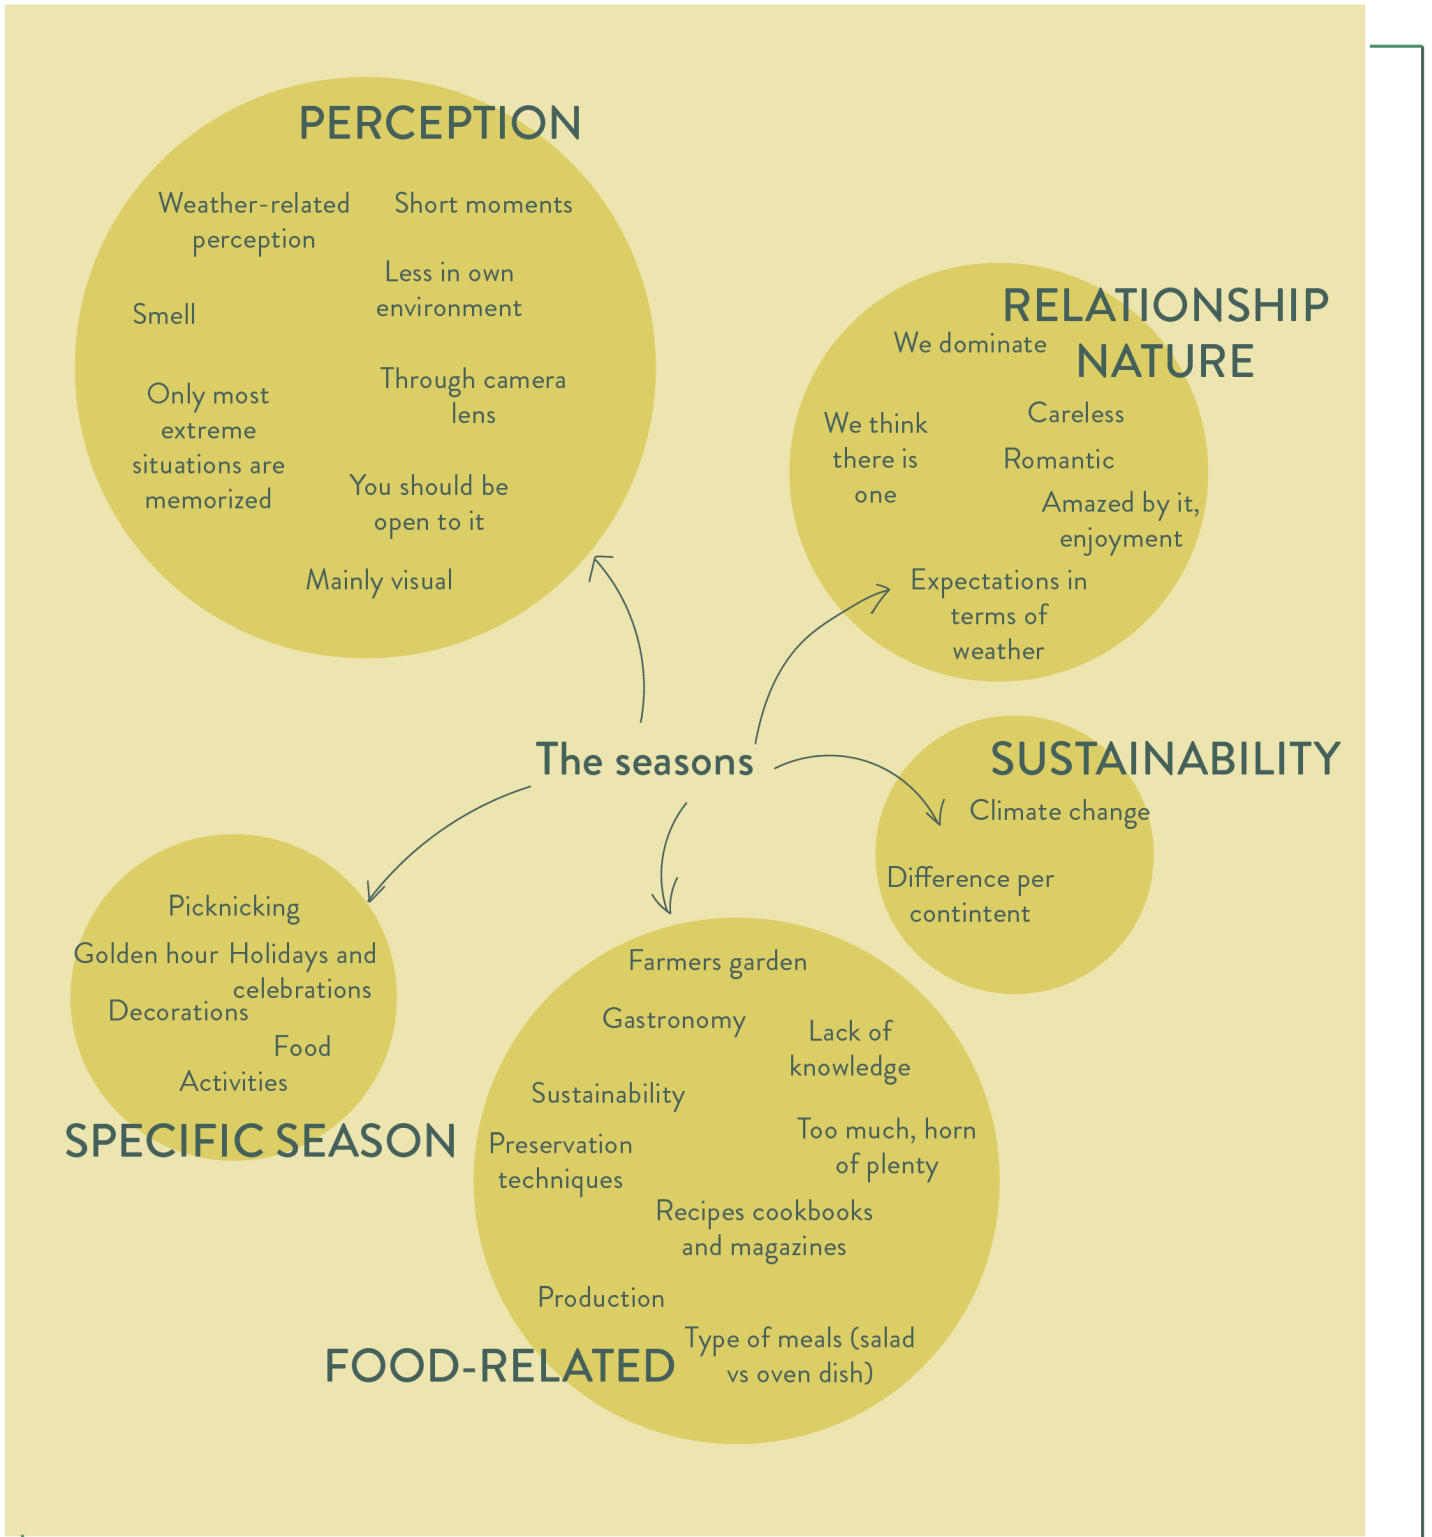 PERCEPTION
Weather-related
perception
Short moments
Less in own
environment
Smell
Through camera
lens
Only most
extreme
situations are
memorized
You should be
open to it
Mainly visual
RELATIONSHIP
NATURE
We dominate
We think
there is
one
Careless
Romantic
Amazed by it,
enjoyment
Expectations in
terms of
weather
The seasons
SUSTAINABILITY
Climate change
Difference per
contintent
Picknicking
Golden hour
Holidays and
celebrations
Decorations
Food
Activities
SPECIFIC SEASON
Farmers garden
Gastronomy
Lack of
knowledge
Sustainability
Preservation
techniques
Too much, horn
of plenty
Recipes cookbooks
and magazines
Production
Type of meals (salad
vs oven dish)
FOOD-RELATED